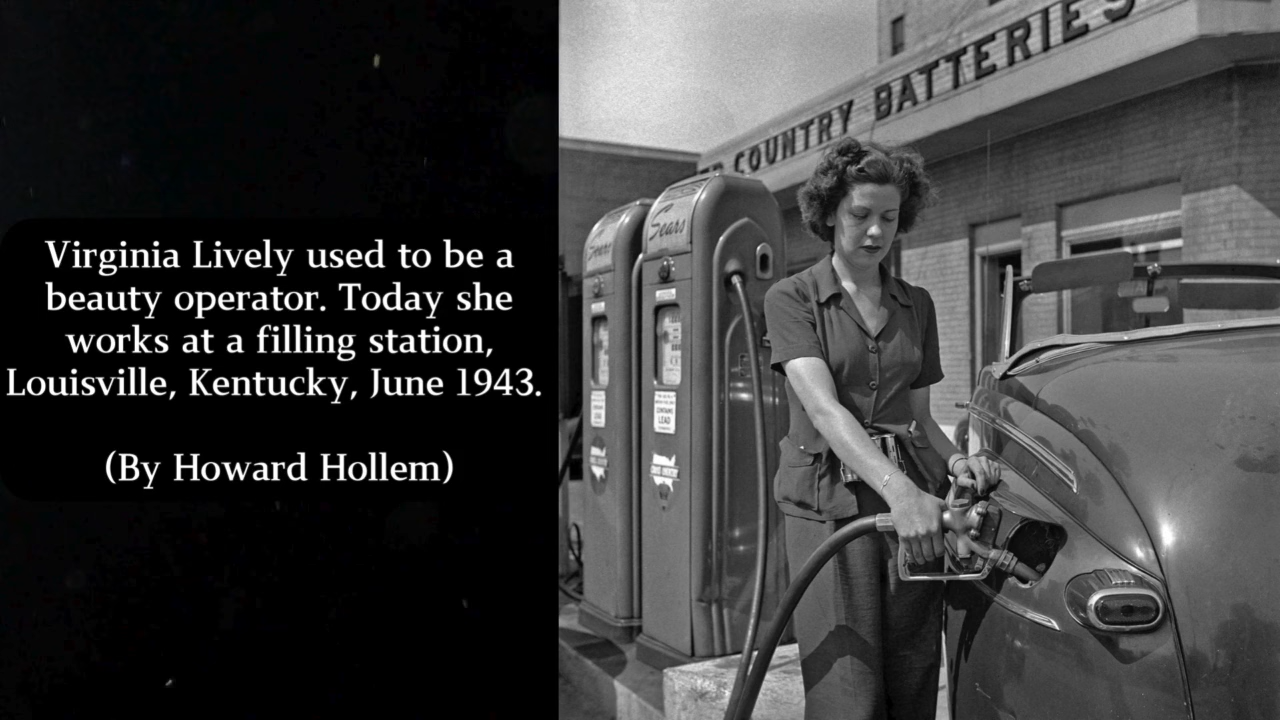 Virginia Lively used to be a
beauty operator. Today she
works at a filling station,
Louisville, Kentucky, June 1943.
(By Howard Hollem)
COUNTRY BATTERIES
Sears
Sears
CONTAINS
LEAD